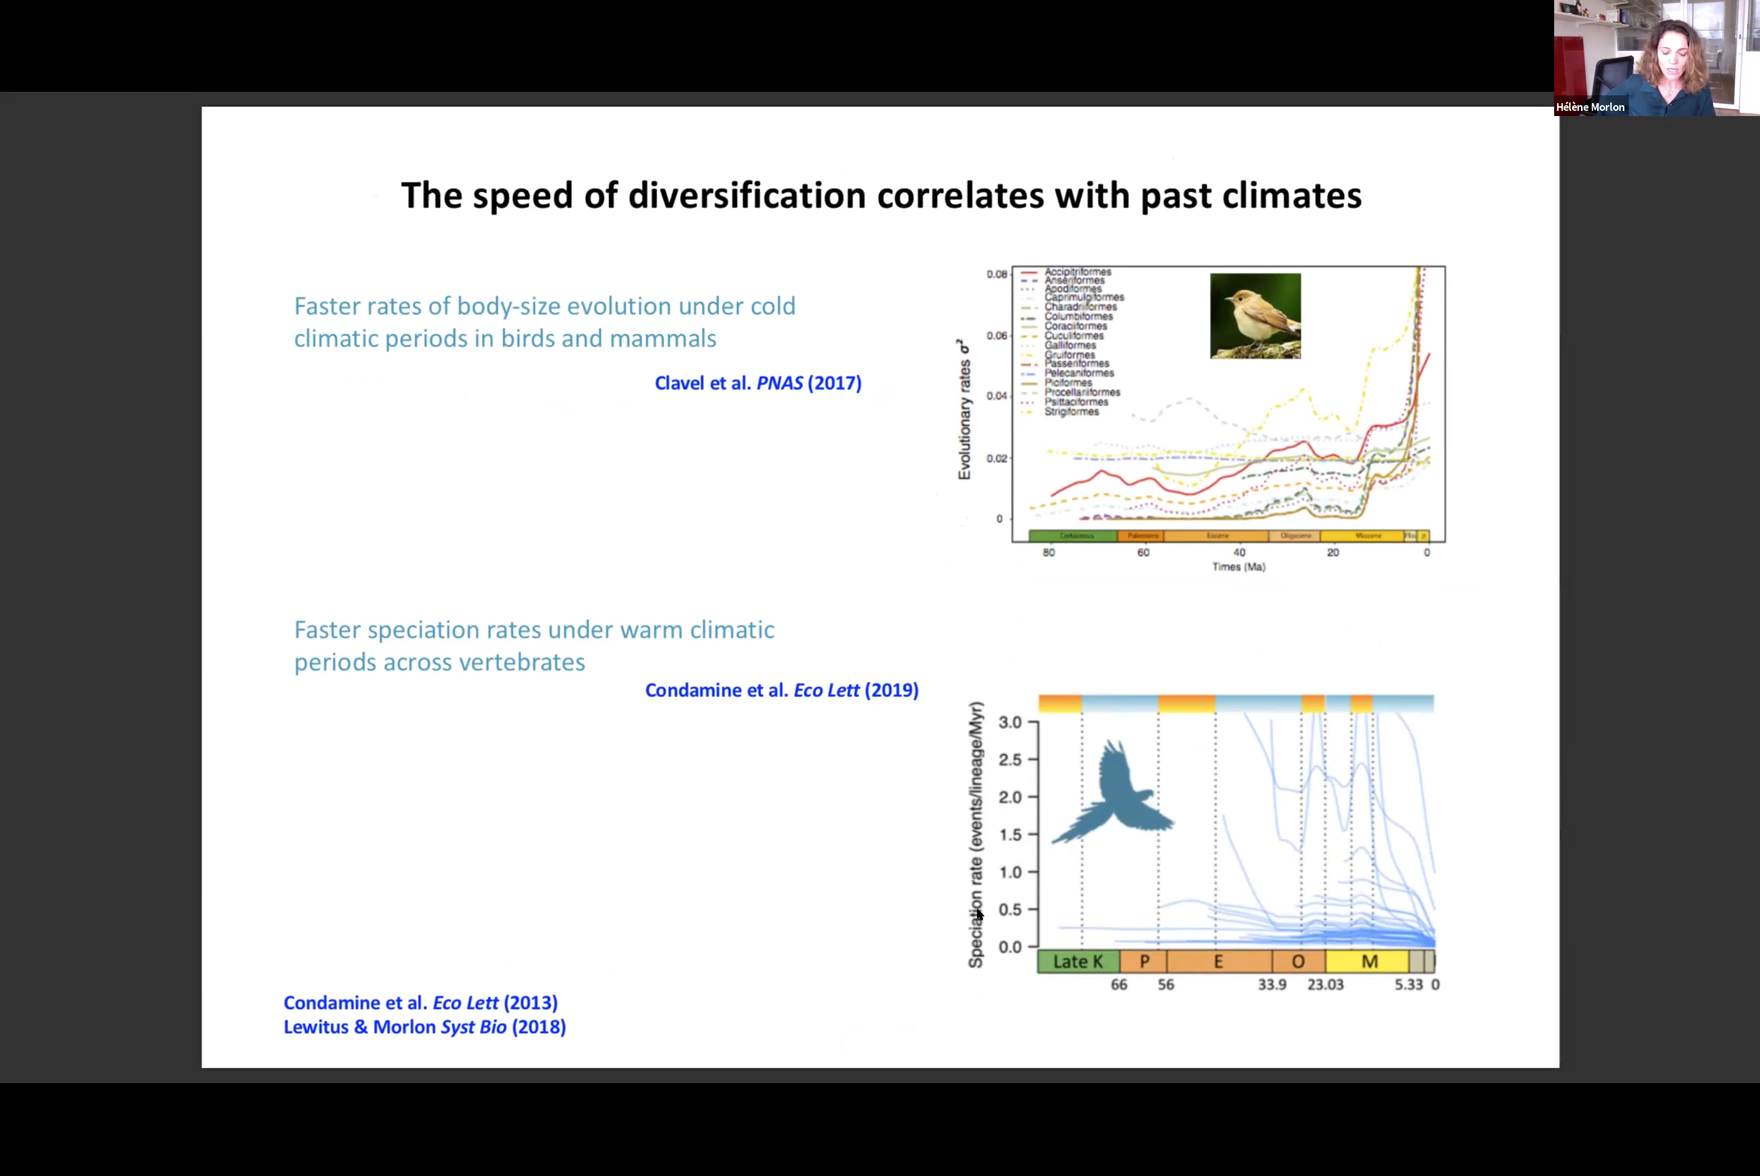 Hélène Morlon
The speed of diversification correlates with past climates
Faster rates of body-size evolution under cold
climatic periods in birds and mammals
Clavel et al. PNAS (2017)
Evolutionary rates σ²
0.08
0.06
0.04
0.02
0
Accipitriformes
Anseriformes
Apodiformes
Caprimulgiformes
Charadriiformes
Columbiformes
Coraciiformes
Cuculiformes
Galliformes
Gruiformes
Passeriformes
Pelecaniformes
Piciformes
Procellariiformes
Psittaciformes
Strigiformes
Cretaceous Paleocene Eocene Oligocene Miocene
80 60 40 20 0
Times (Ma)
Faster speciation rates under warm climatic
periods across vertebrates
Condamine et al. Eco Lett (2019)
Speciation rate (events/lineage/Myr)
3.0
2.5
2.0
1.5
1.0
0.5
0.0
Late K P E O M
66 56 33.9 23.03 5.33 0
Condamine et al. Eco Lett (2013)
Lewitus & Morlon Syst Bio (2018)